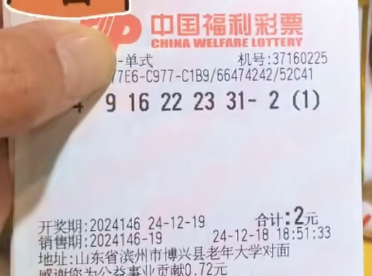 中国福利彩票
CHINA WELFARE LOTTERY
-单式 机号:37160225
77E6-C977-C1B9/66474242/52C41
9 16 22 23 31- 2 (1)
开奖期:2024146 24-12-19 合计:2元
销售期:2024146 24-12-18 18:51:33
地址:山东省滨州市博兴县老年大学对面
感谢您为公益事业贡献0.72元